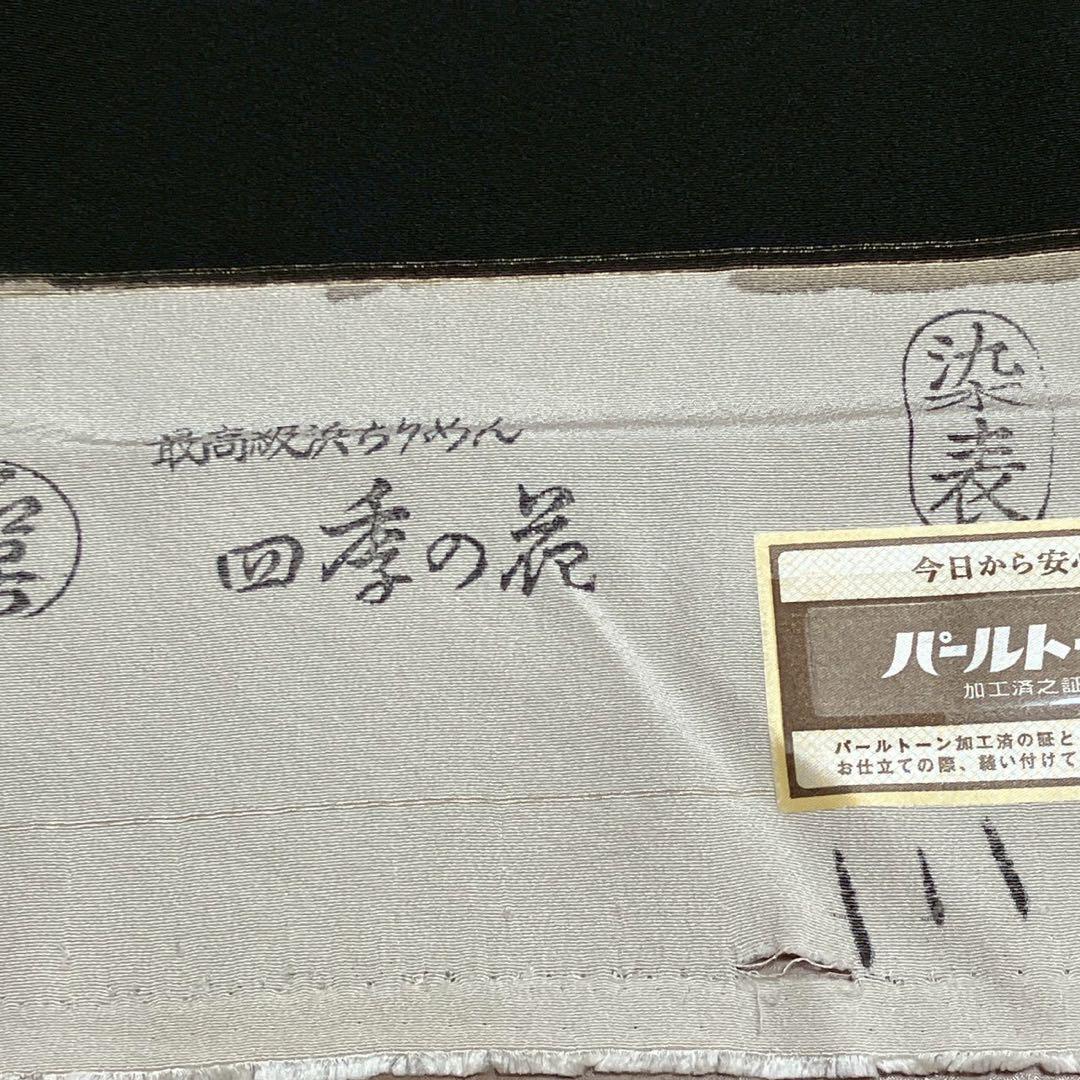 最高級浜ちりめん
四季の花
染表
今日から安心
パールトー
加工済之証
パールトーン加工済の証と
お仕立ての際、縫い付けて